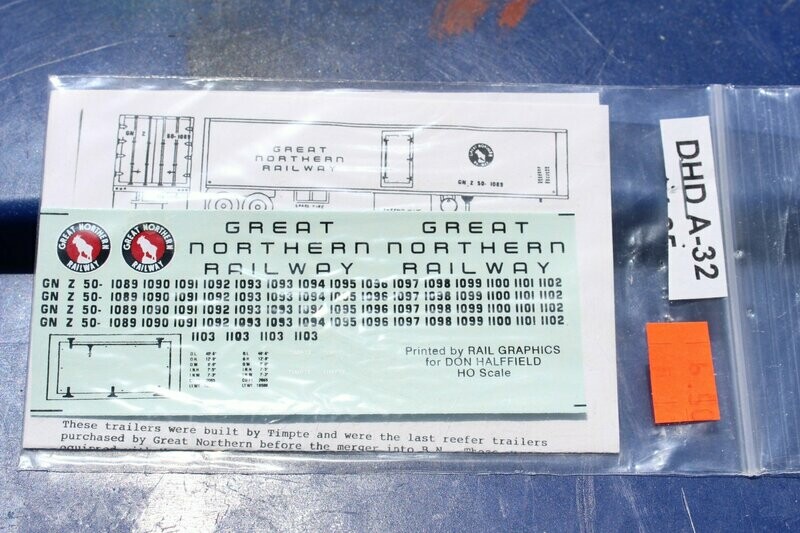 GN Z
50-1089
GREAT
NORTHERN
RAILWAY
GN Z 50- 1089
GREAT NORTHERN
RAILWAY
GREAT NORTHERN
RAILWAY
GREAT GREAT
NORTHERN NORTHERN
RAILWAY RAILWAY
GN Z 50- 1089 1090 1091 1092 1093 1093 1094 1095 1096 1097 1098 1099 1100 1101 1102
GN Z 50- 1089 1090 1091 1092 1093 1093 1094 1095 1096 1097 1098 1099 1100 1101 1102
GN Z 50- 1089 1090 1091 1092 1093 1093 1094 1095 1096 1097 1098 1099 1100 1101 1102
GN Z 50- 1089 1090 1091 1092 1093 1093 1094 1095 1096 1097 1098 1099 1100 1101 1102
1103 1103 1103 1103
Printed by RAIL GRAPHICS
for DON HALFFIELD
HO Scale
These trailers were built by Timpte and were the last reefer trailers
purchased by Great Northern before the merger into B.N.
DHD A-32